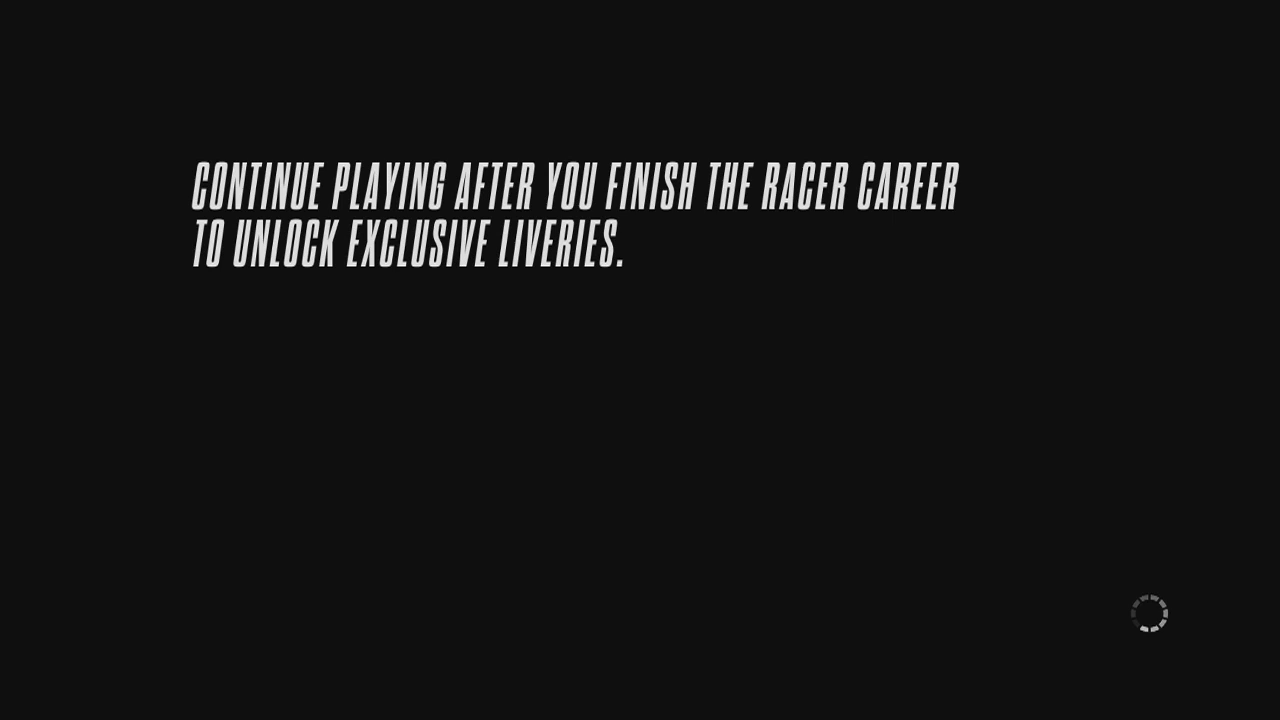 CONTINUE PLAYING AFTER YOU FINISH THE RACER CAREER
TO UNLOCK EXCLUSIVE LIVERIES.